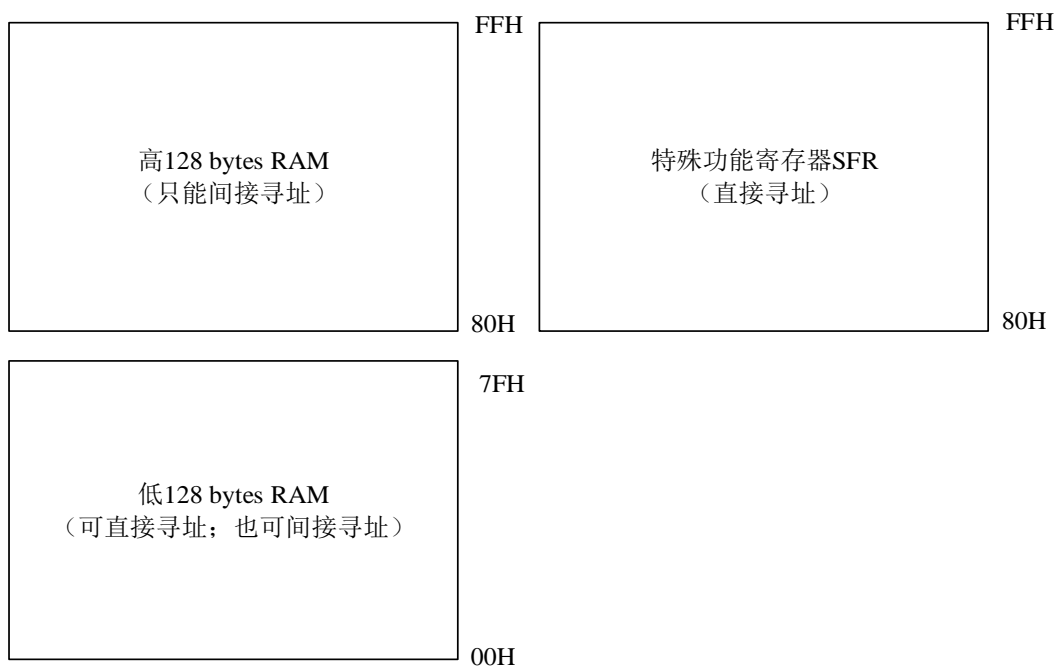 FFH
FFH
高128 bytes RAM
（只能间接寻址）
特殊功能寄存器SFR
（直接寻址）
80H
80H
7FH
低128 bytes RAM
（可直接寻址；也可间接寻址）
00H